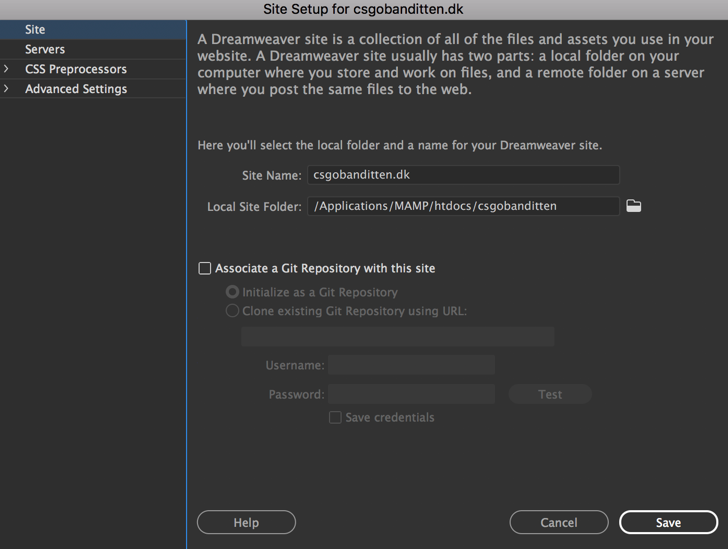 Site Setup for csgobanditten.dk
Site
Servers
CSS Preprocessors
Advanced Settings
A Dreamweaver site is a collection of all of the files and assets you use in your
website. A Dreamweaver site usually has two parts: a local folder on your
computer where you store and work on files, and a remote folder on a server
where you post the same files to the web.
Here you'll select the local folder and a name for your Dreamweaver site.
Site Name: csgobanditten.dk
Local Site Folder: /Applications/MAMP/htdocs/csgobanditten
Associate a Git Repository with this site
Initialize as a Git Repository
Clone existing Git Repository using URL:
Username:
Password: Test
Save credentials
Help Cancel Save